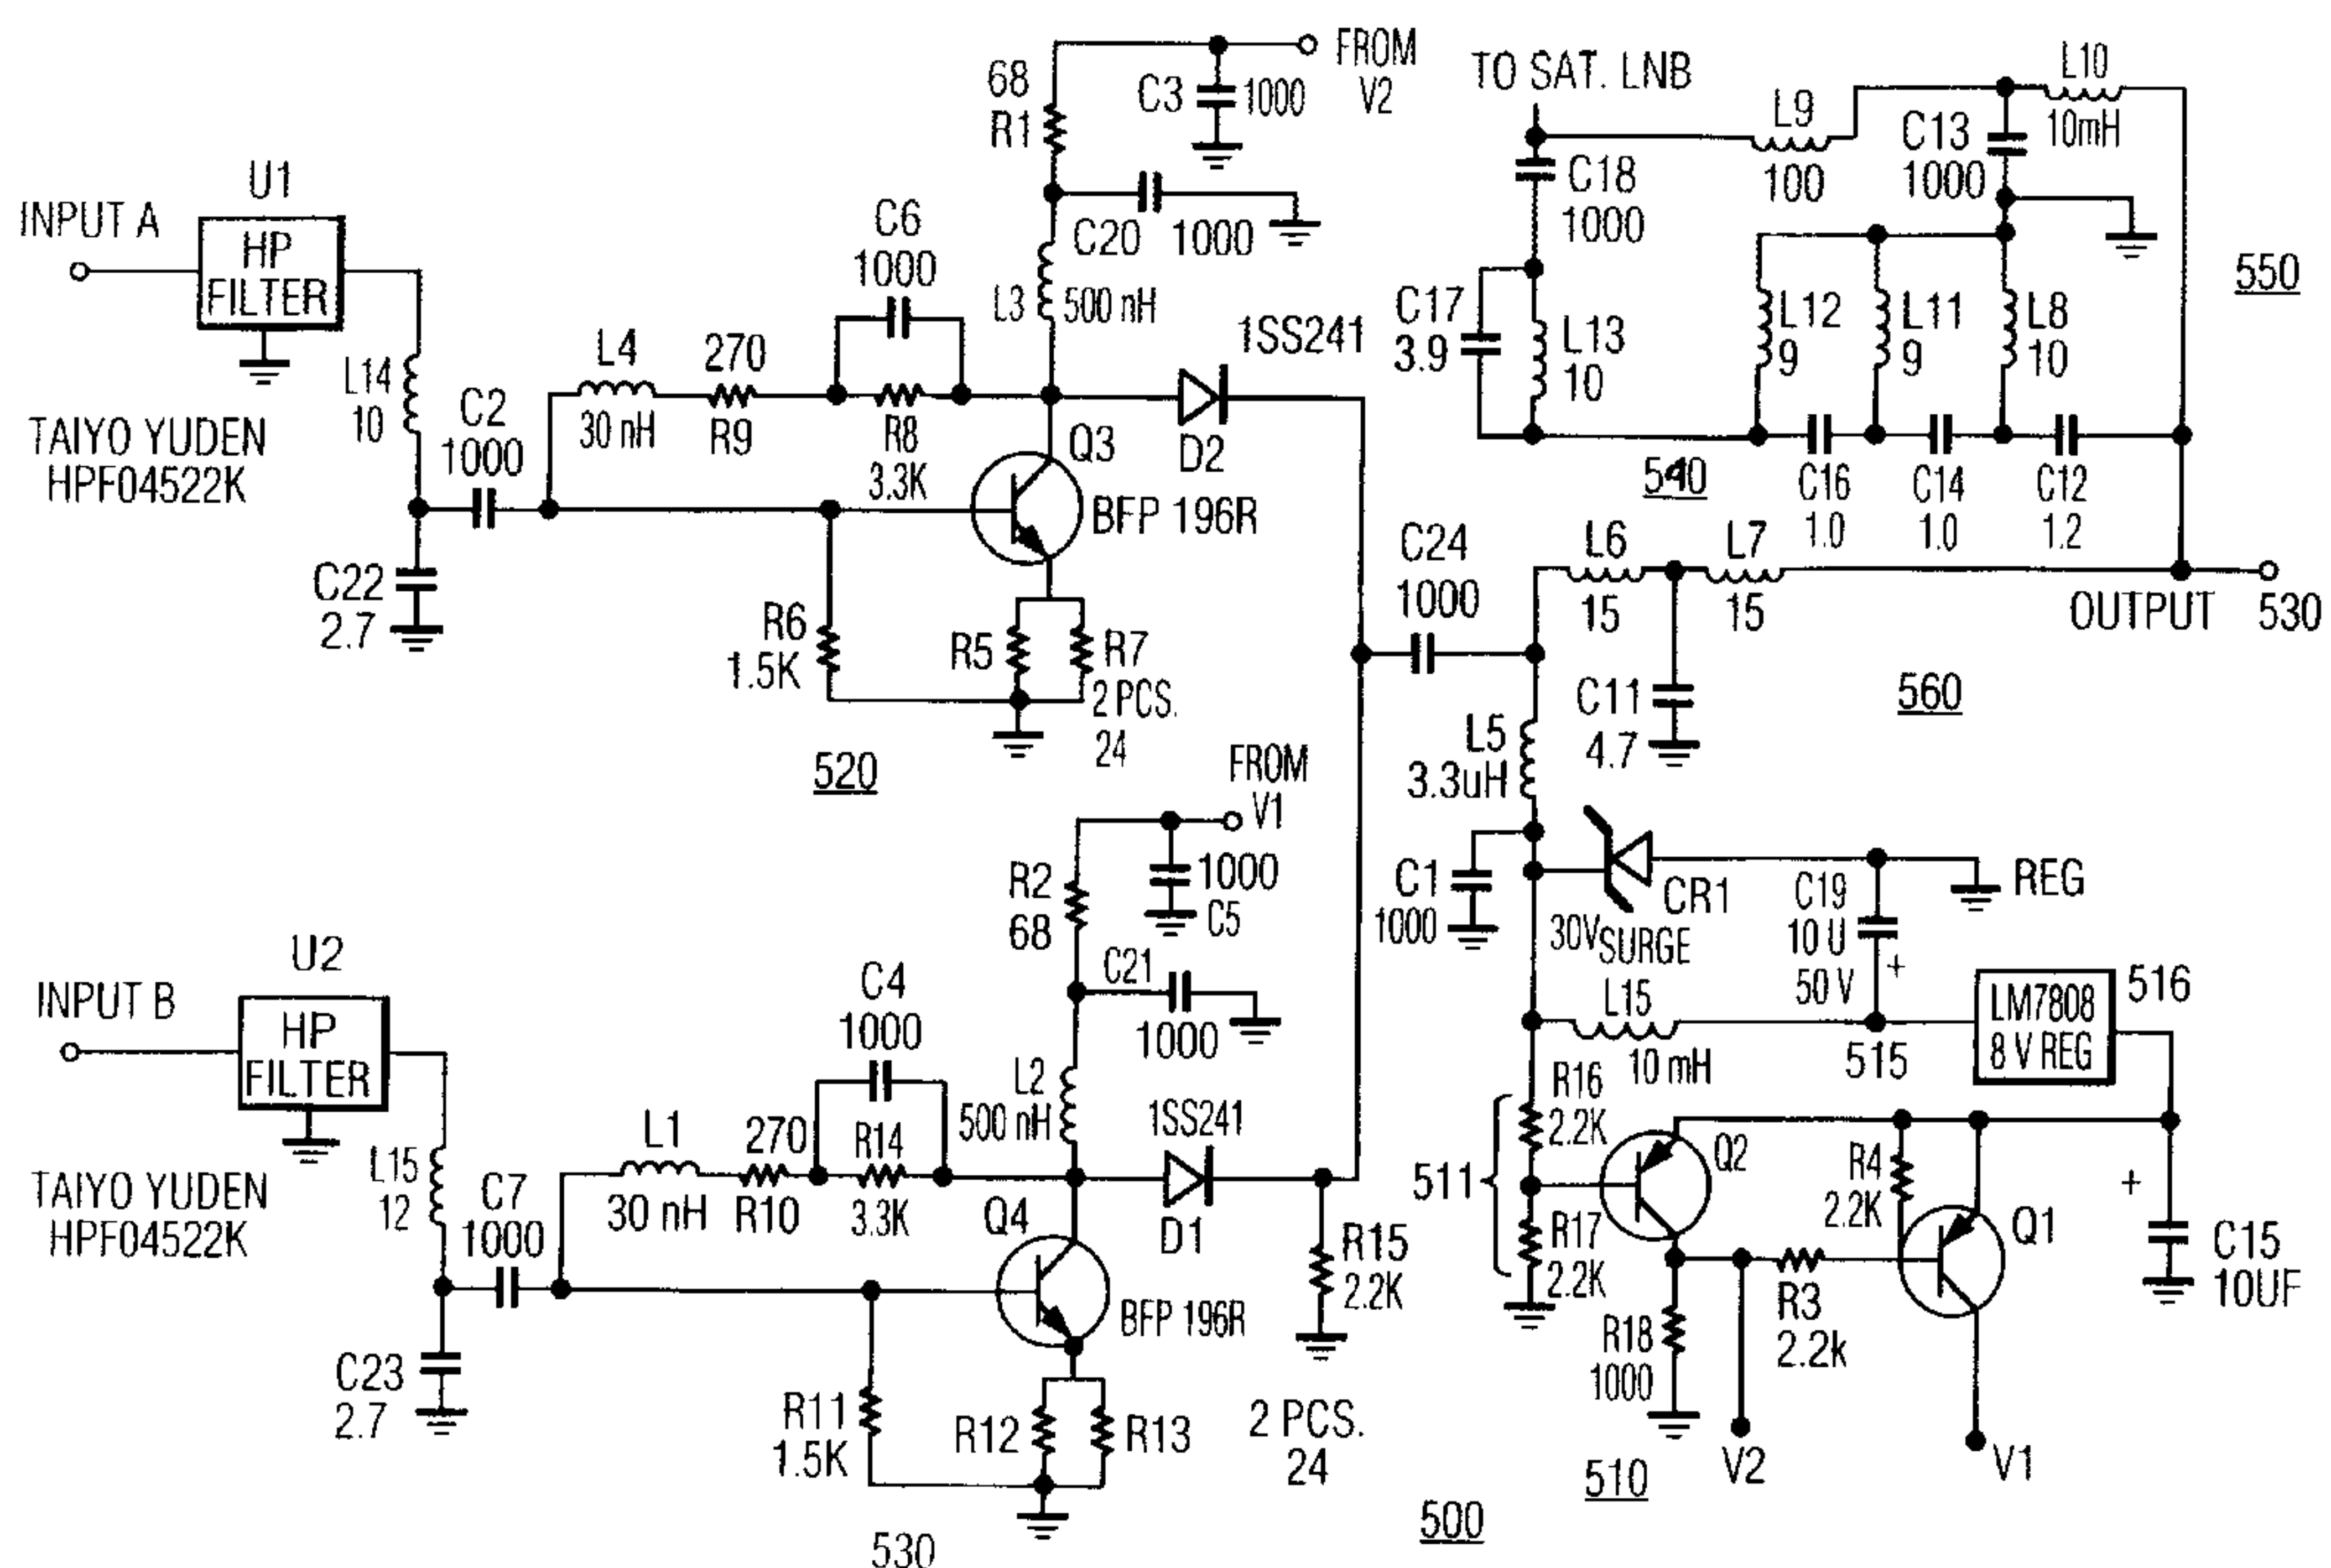 INPUT A
U1
HP
FILTER
TAIYO YUDEN
HPF04522K
L14
10
C2
1000
C22
2.7
L4
30 nH
270
R9
C6
1000
R8
3.3K
68
R1
C3
1000
FROM
V2
C20
1000
L3
500 nH
1SS241
D2
Q3
BFP 196R
R6
1.5K
R5
R7
2 PCS.
24
520
TO SAT. LNB
C18
1000
C17
3.9
L13
10
L9
100
C13
1000
L10
10mH
L12
9
L11
9
L8
10
550
540
C16
1.0
C14
1.0
C12
1.2
C24
1000
L6
15
L7
15
OUTPUT
530
C11
4.7
560
L5
3.3uH
C1
1000
30V
SURGE
CR1
C19
10 U
50 V
+
REG
L15
10 mH
515
LM7808
8 V REG
516
INPUT B
U2
HP
FILTER
TAIYO YUDEN
HPF04522K
L15
12
C7
1000
C23
2.7
L1
30 nH
270
R10
C4
1000
R14
3.3K
FROM
V1
R2
68
1000
C5
C21
1000
L2
500 nH
1SS241
D1
Q4
BFP 196R
R11
1.5K
R12
R13
2 PCS.
24
R15
2.2K
530
511
R16
2.2K
R17
2.2K
Q2
R4
2.2K
Q1
+
C15
10UF
R18
1000
R3
2.2k
V2
V1
510
500